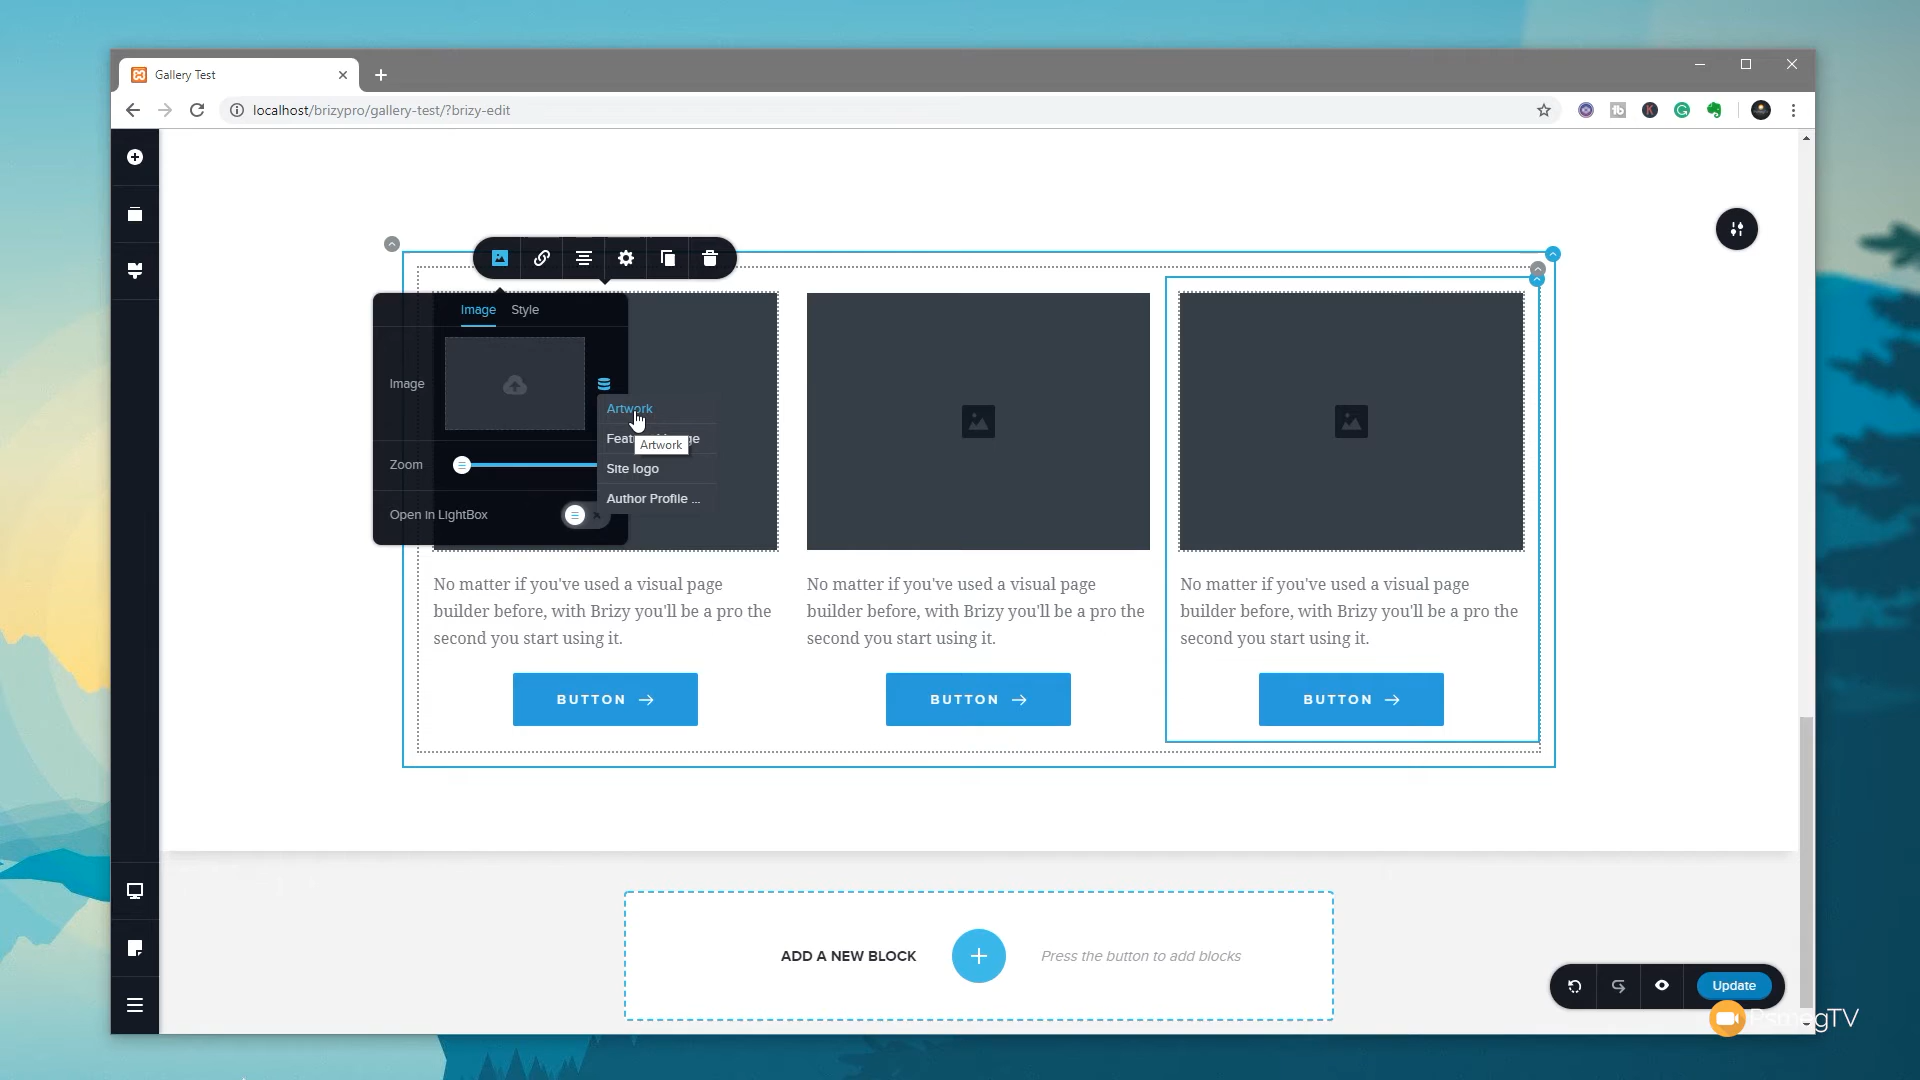 Gallery Test
localhost/brizypro/gallery-test/?brizy-edit
Image Style
Image
Artwork
Artwork
Site logo
Author Profile ...
Zoom
Open in LightBox
No matter if you've used a visual page
builder before, with Brizy you'll be a pro the
second you start using it.
BUTTON
No matter if you've used a visual page
builder before, with Brizy you'll be a pro the
second you start using it.
BUTTON
No matter if you've used a visual page
builder before, with Brizy you'll be a pro the
second you start using it.
BUTTON
ADD A NEW BLOCK
Press the button to add blocks
Update